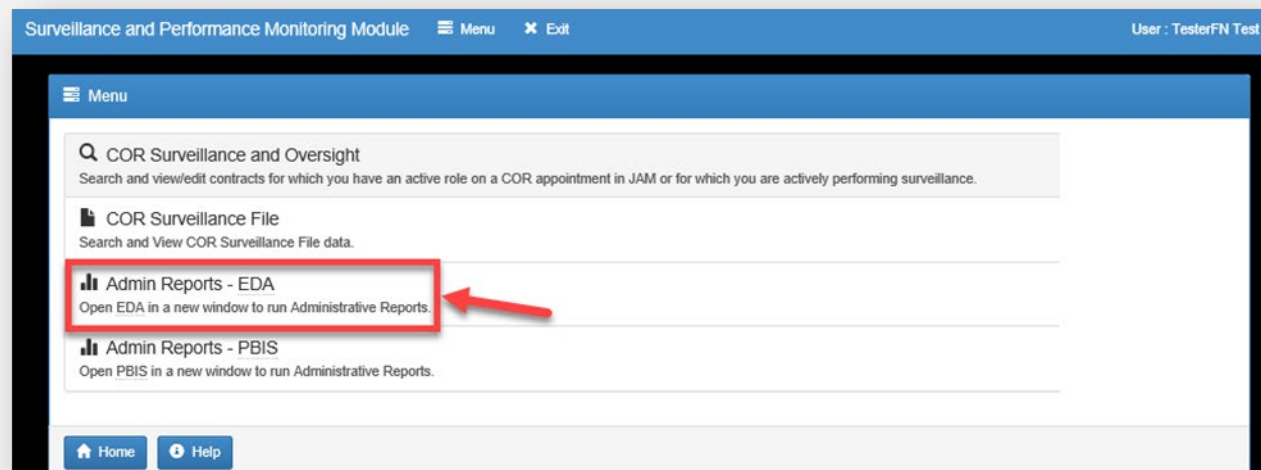 Surveillance and Performance Monitoring Module Menu Exit User : TesterFN Test
Menu
COR Surveillance and Oversight
Search and view/edit contracts for which you have an active role on a COR appointment in JAM or for which you are actively performing surveillance.
COR Surveillance File
Search and View COR Surveillance File data.
Admin Reports - EDA
Open EDA in a new window to run Administrative Reports.
Admin Reports - PBIS
Open PBIS in a new window to run Administrative Reports.
Home Help